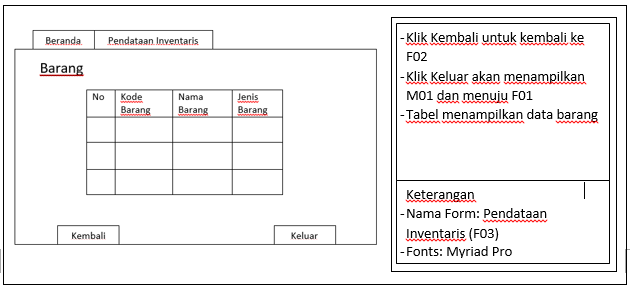 Beranda
Pendataan Inventaris
Barang
No
Kode
Barang
Nama
Barang
Jenis
Barang
Kembali
Keluar
-Klik Kembali untuk kembali ke
F02
-Klik Keluar akan menampilkan
M01 dan menuju F01
-Tabel menampilkan data barang
Keterangan
-Nama Form: Pendataan
Inventaris (F03)
-Fonts: Myriad Pro